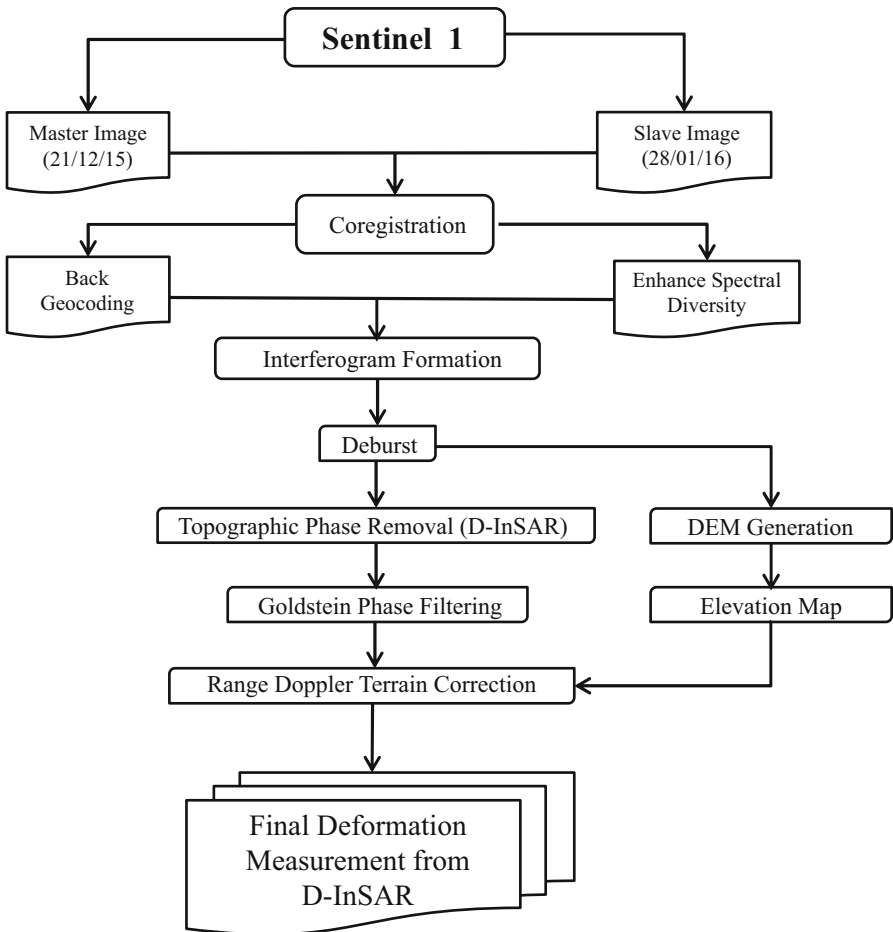 Sentinel 1
Master Image
(21/12/15)
Slave Image
(28/01/16)
Coregistration
Back
Geocoding
Enhance Spectral
Diversity
Interferogram Formation
Deburst
Topographic Phase Removal (D-InSAR)
DEM Generation
Goldstein Phase Filtering
Elevation Map
Range Doppler Terrain Correction
Final Deformation
Measurement from
D-InSAR